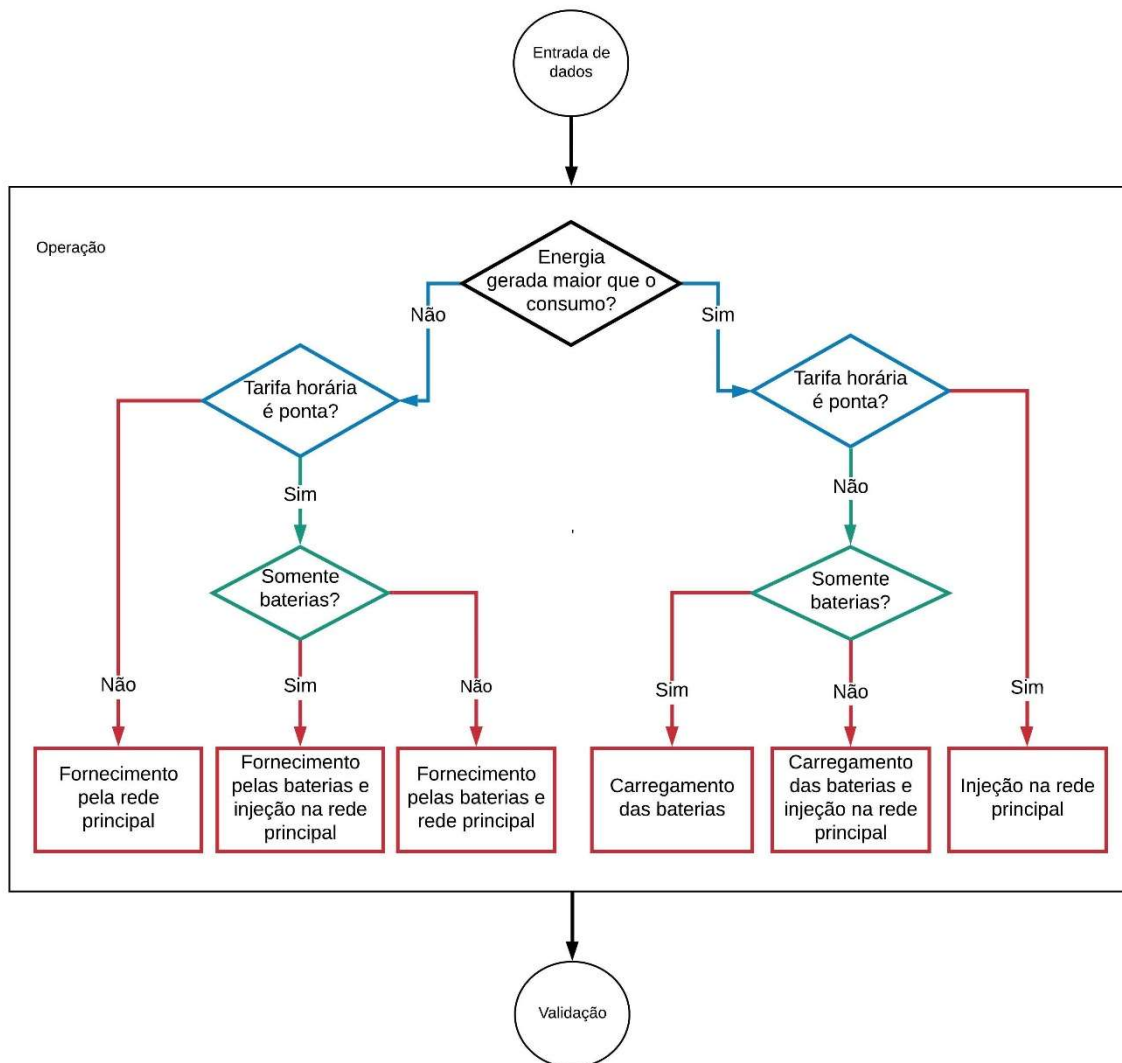 Entrada de
dados
Operação
Energia
gerada maior que o
consumo?
Não
Sim
Tarifa horária
é ponta?
Tarifa horária
é ponta?
Sim
Não
Somente
baterias?
Somente
baterias?
Não
Sim
Não
Sim
Não
Sim
Fornecimento
pela rede
principal
Fornecimento
pelas baterias e
injeção na rede
principal
Fornecimento
pelas baterias e
rede principal
Carregamento
das baterias
Carregamento
das baterias e
injeção na rede
principal
Injeção na rede
principal
Validação